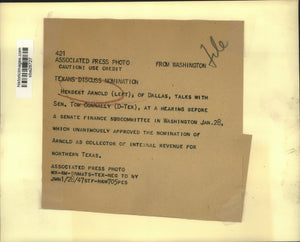 421
ASSOCIATED PRESS PHOTO FROM WASHINGTON
CAUTION: USE CREDIT
File
TEXANS DISCUSS NOMINATION
HERBERT ARNOLD (LEFT), OF DALLAS, TALKS WITH
SEN. TOM CONNALLY (D-TEX), AT A HEARING BEFORE
A SENATE FINANCE SUBCOMMITTEE IN WASHINGTON JAN.28,
WHICH UNANIMOUSLY APPROVED THE NOMINATION OF
ARNOLD AS COLLECTOR OF INTERNAL REVENUE FOR
NORTHERN TEXAS.
ASSOCIATED PRESS PHOTO